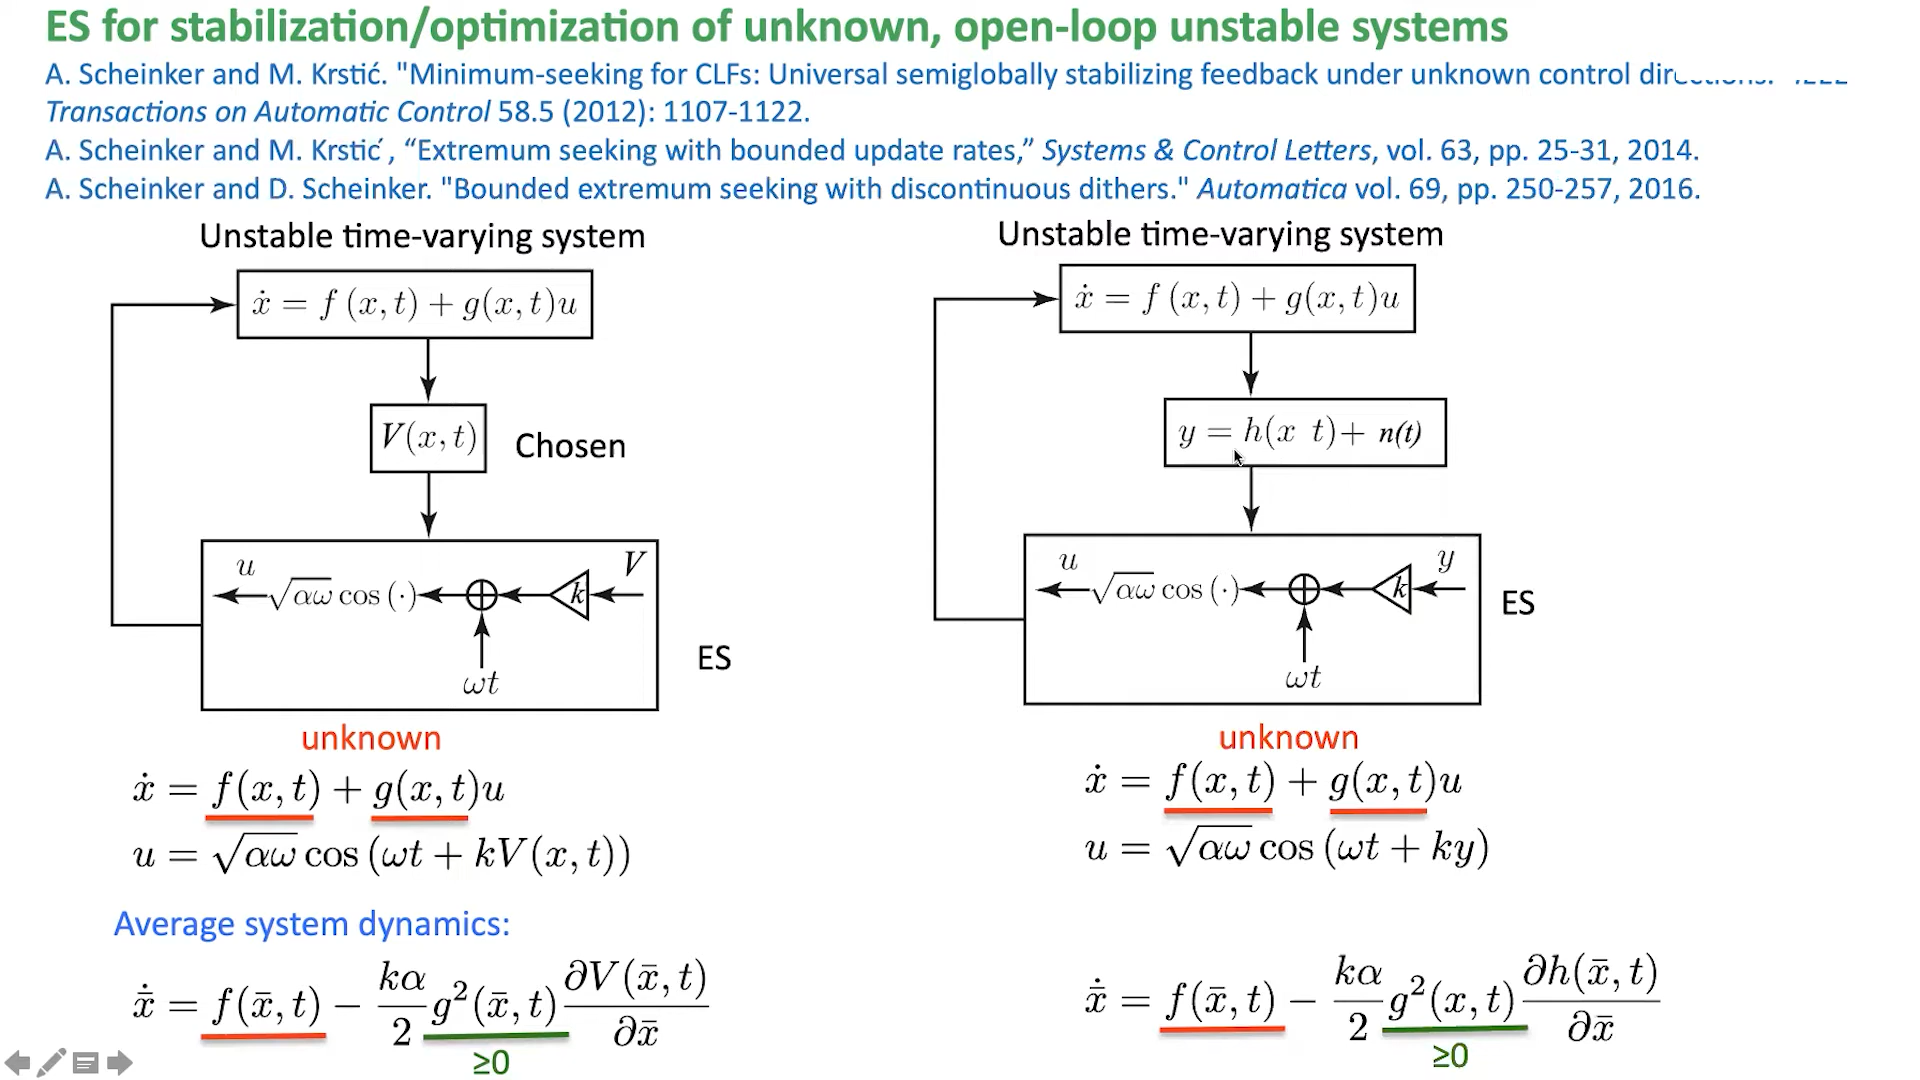 ES for stabilization/optimization of unknown, open-loop unstable systems
A. Scheinker and M. Krstić. "Minimum-seeking for CLFs: Universal semiglobally stabilizing feedback under unknown control
Transactions on Automatic Control 58.5 (2012): 1107-1122.
A. Scheinker and M. Krstić, “Extremum seeking with bounded update rates,” Systems & Control Letters, vol. 63, pp. 25-31, 2014.
A. Scheinker and D. Scheinker. "Bounded extremum seeking with discontinuous dithers." Automatica vol. 69, pp. 250-257, 2016.
Unstable time-varying system
ẋ = f (x, t) + g(x, t)u
V(x, t)
Chosen
u
√αω cos (·)
k
V
ωt
ES
unknown
ẋ = f(x, t) + g(x, t)u
u = √αω cos (ωt + kV(x, t))
Average system dynamics:
x̄̇ = f(x̄, t) − kα/2 g²(x̄, t) ∂V(x̄, t)/∂x̄
≥0
Unstable time-varying system
ẋ = f (x, t) + g(x, t)u
y = h(x t)+ n(t)
u
√αω cos (·)
k
y
ωt
ES
unknown
ẋ = f(x, t) + g(x, t)u
u = √αω cos (ωt + ky)
x̄̇ = f(x̄, t) − kα/2 g²(x, t) ∂h(x̄, t)/∂x̄
≥0